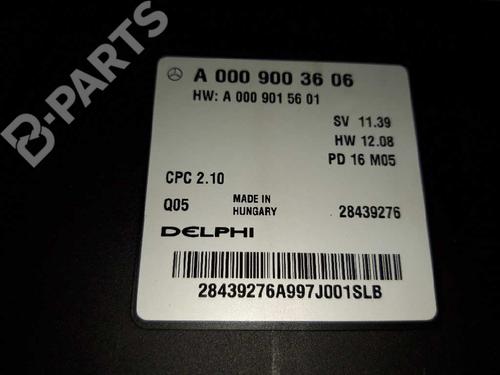 A 000 900 36 06
HW: A 000 901 56 01
SV 11.39
HW 12.08
PD 16 M05
CPC 2.10
Q05
MADE IN
HUNGARY
28439276
DELPHI
28439276A997J001SLB
B-PARTS